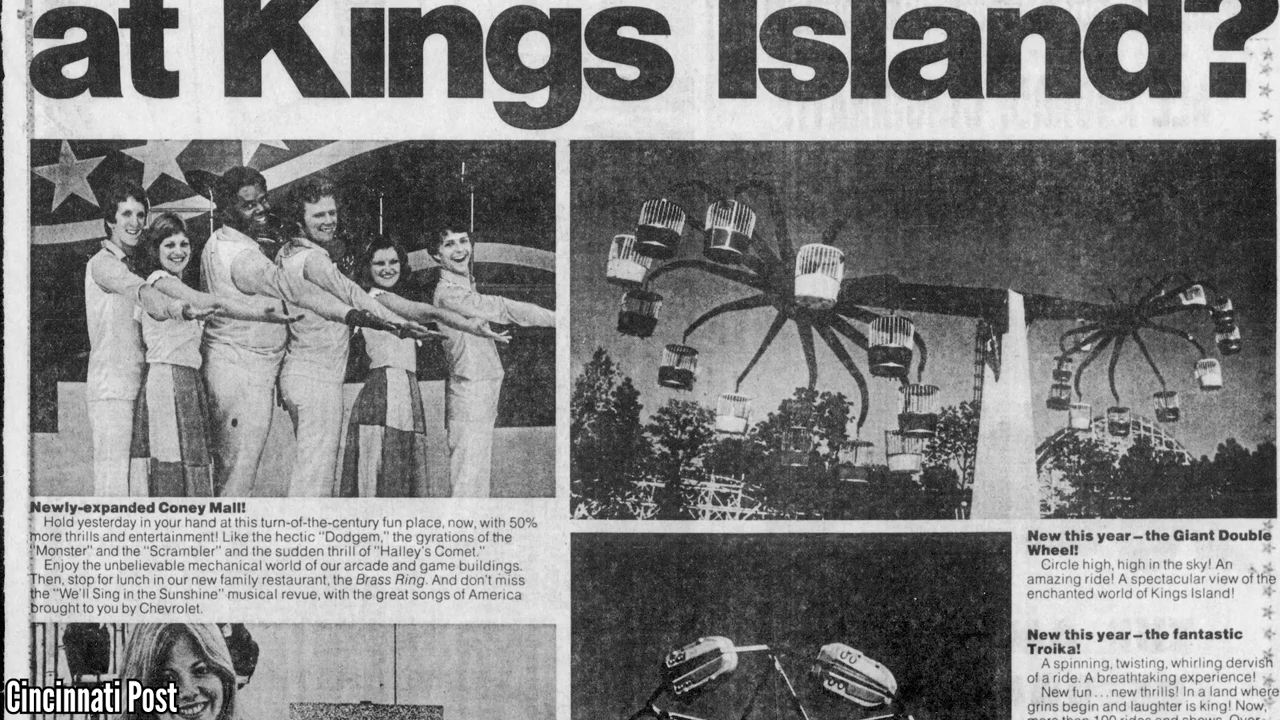 at Kings Island?
Newly-expanded Coney Mall!
Hold yesterday in your hand at this turn-of-the-century fun place, now, with 50%
more thrills and entertainment! Like the hectic "Dodgem," the gyrations of the
"Monster" and the "Scrambler" and the sudden thrill of "Halley's Comet."
Enjoy the unbelievable mechanical world of our arcade and game buildings.
Then, stop for lunch in our new family restaurant, the Brass Ring. And don't miss
the "We'll Sing in the Sunshine" musical revue, with the great songs of America
brought to you by Chevrolet.
New this year—the Giant Double
Wheel!
Circle high, high in the sky! An
amazing ride! A spectacular view of the
enchanted world of Kings Island!
New this year—the fantastic
Troika!
A spinning, twisting, whirling dervish
of a ride. A breathtaking experience!
New fun...new thrills! In a land where
grins begin and laughter is king! Now,
more than 100 rides and shows. Over
Cincinnati Post